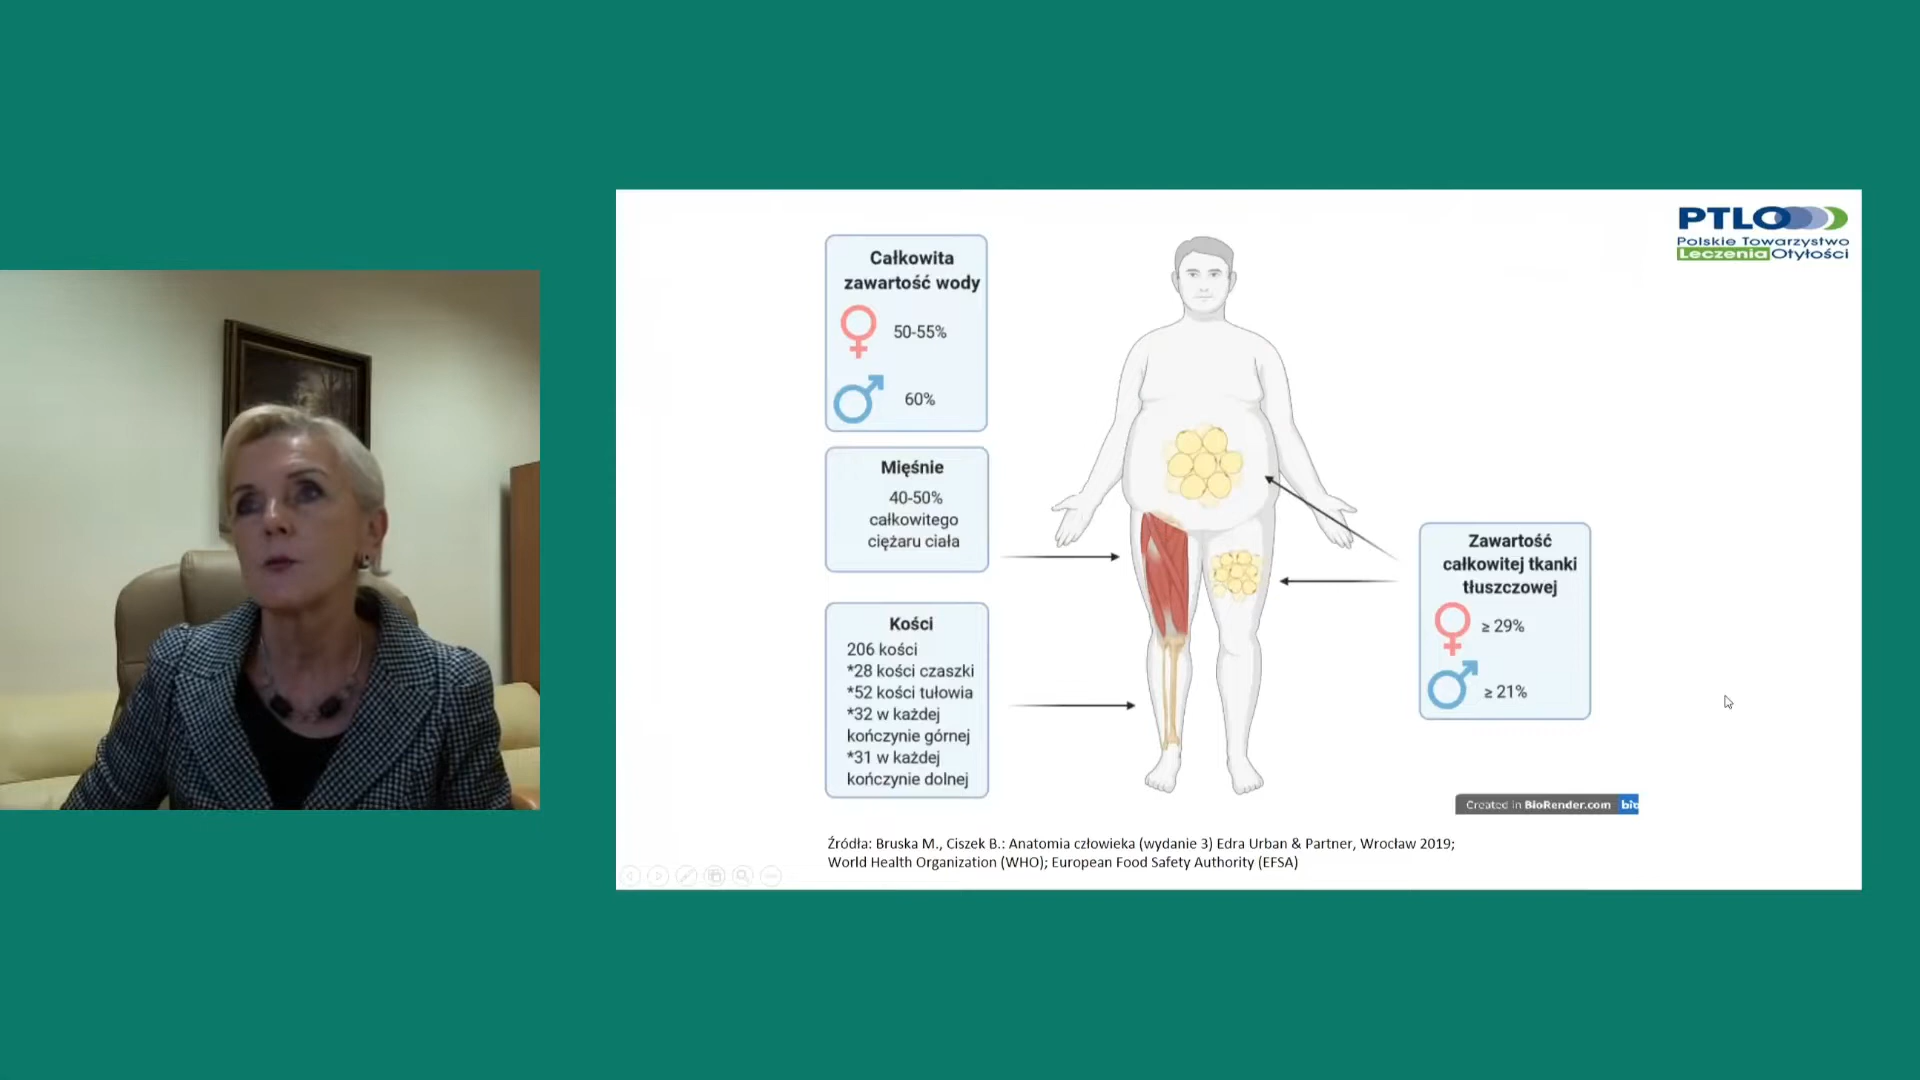 PTLO
Polskie Towarzystwo
Leczenia Otyłości
Całkowita
zawartość wody
50-55%
60%
Mięśnie
40-50%
całkowitego
ciężaru ciała
Kości
206 kości
*28 kości czaszki
*52 kości tułowia
*32 w każdej
kończynie górnej
*31 w każdej
kończynie dolnej
Zawartość
całkowitej tkanki
tłuszczowej
≥ 29%
≥ 21%
Created in BioRender.com bio
Źródła: Bruska M., Ciszek B.: Anatomia człowieka (wydanie 3) Edra Urban & Partner, Wrocław 2019;
World Health Organization (WHO); European Food Safety Authority (EFSA)